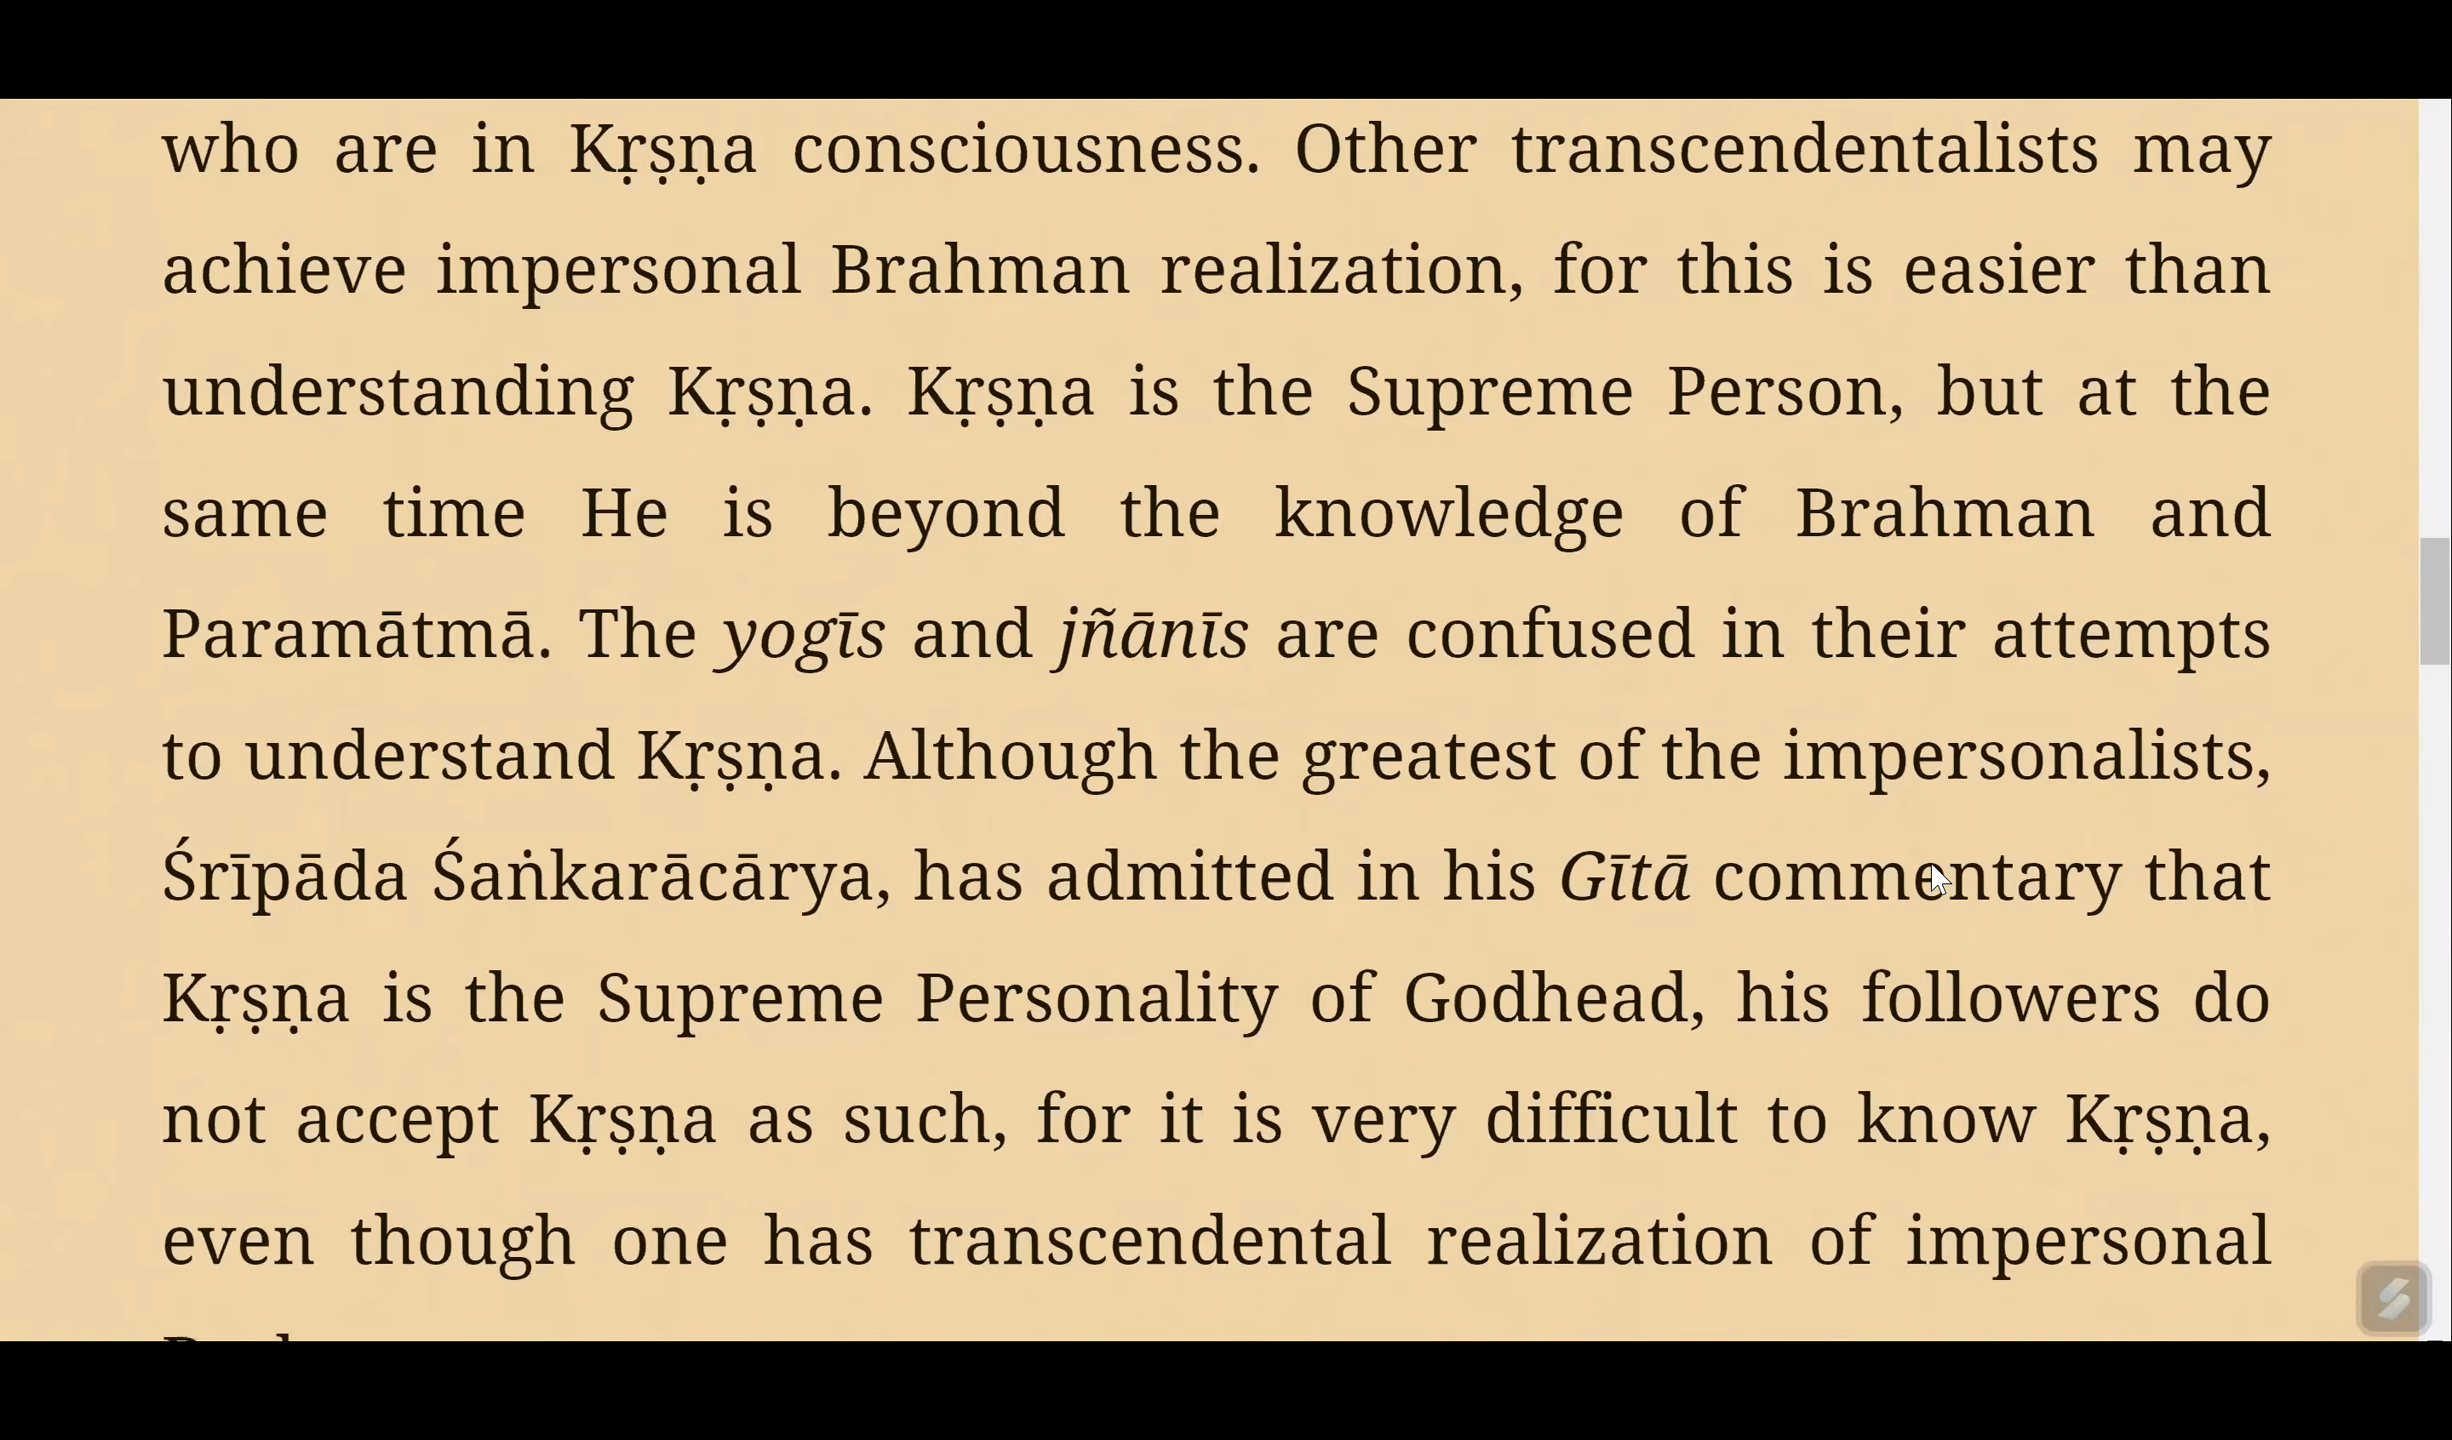 who are in Kṛṣṇa consciousness. Other transcendentalists may
achieve impersonal Brahman realization, for this is easier than
understanding Kṛṣṇa. Kṛṣṇa is the Supreme Person, but at the
same time He is beyond the knowledge of Brahman and
Paramātmā. The yogīs and jñānīs are confused in their attempts
to understand Kṛṣṇa. Although the greatest of the impersonalists,
Śrīpāda Śaṅkarācārya, has admitted in his Gītā commentary that
Kṛṣṇa is the Supreme Personality of Godhead, his followers do
not accept Kṛṣṇa as such, for it is very difficult to know Kṛṣṇa,
even though one has transcendental realization of impersonal